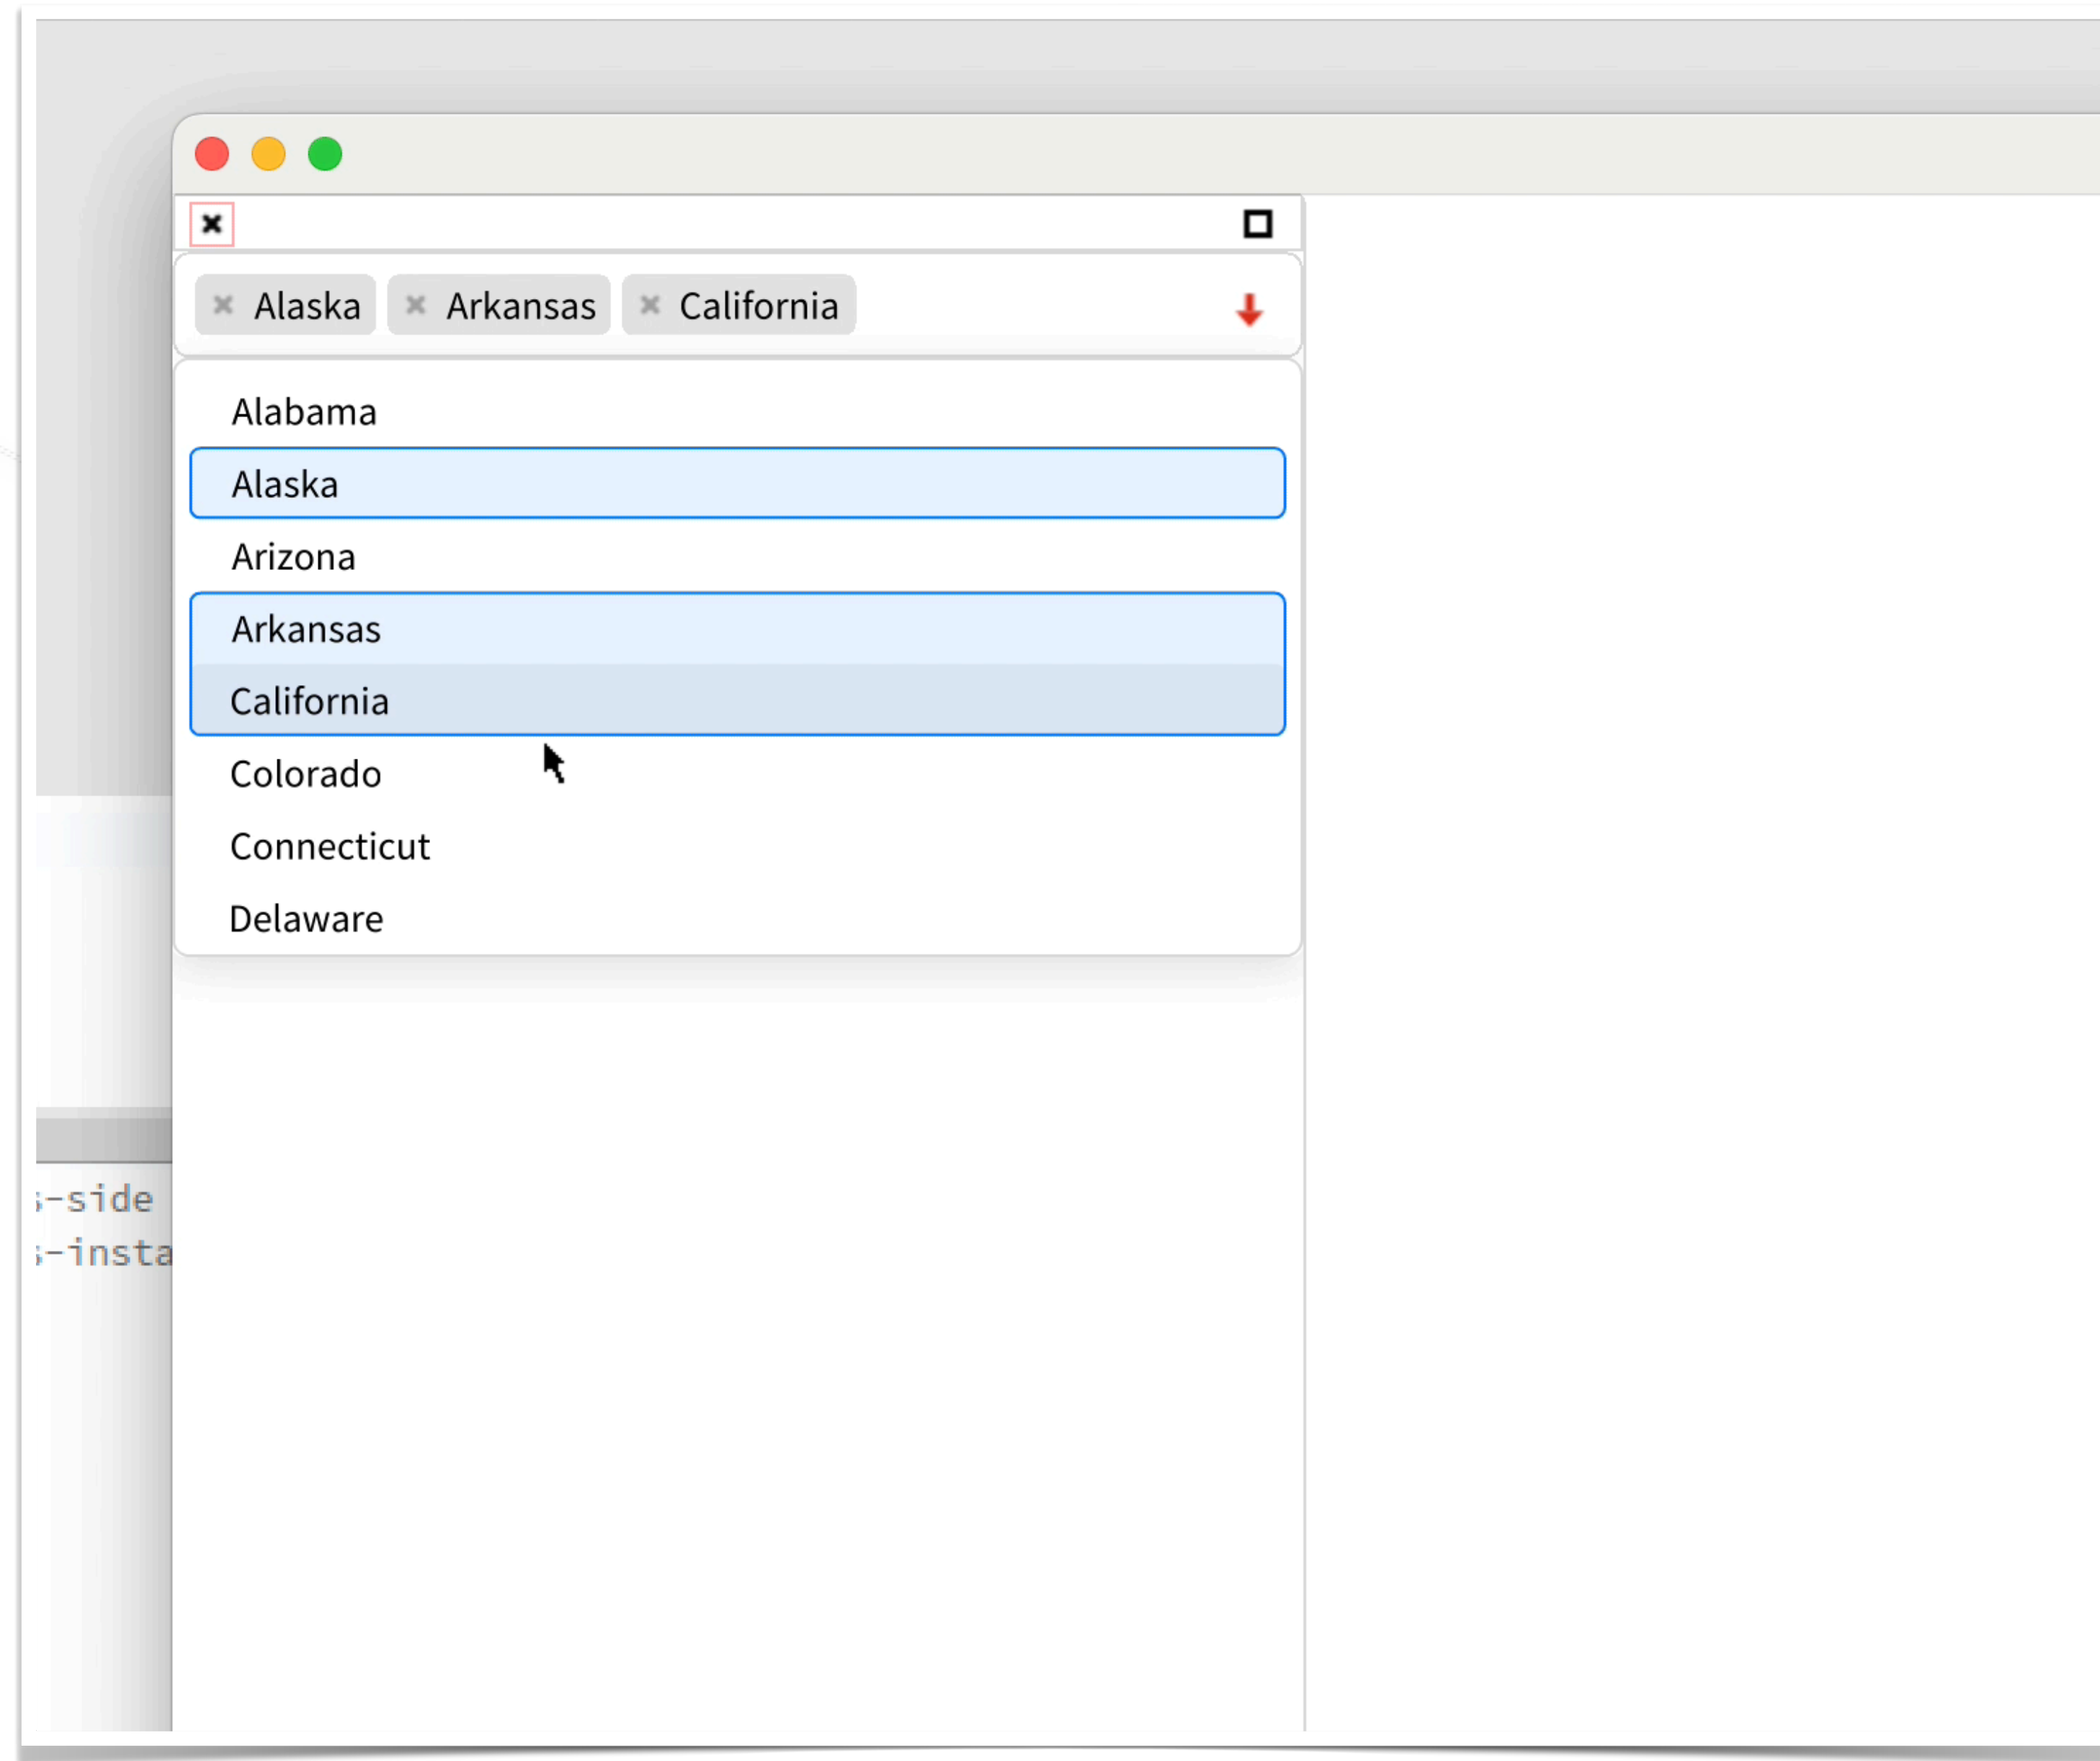 Alaska Arkansas California
Alabama
Alaska
Arizona
Arkansas
California
Colorado
Connecticut
Delaware
-side
-insta